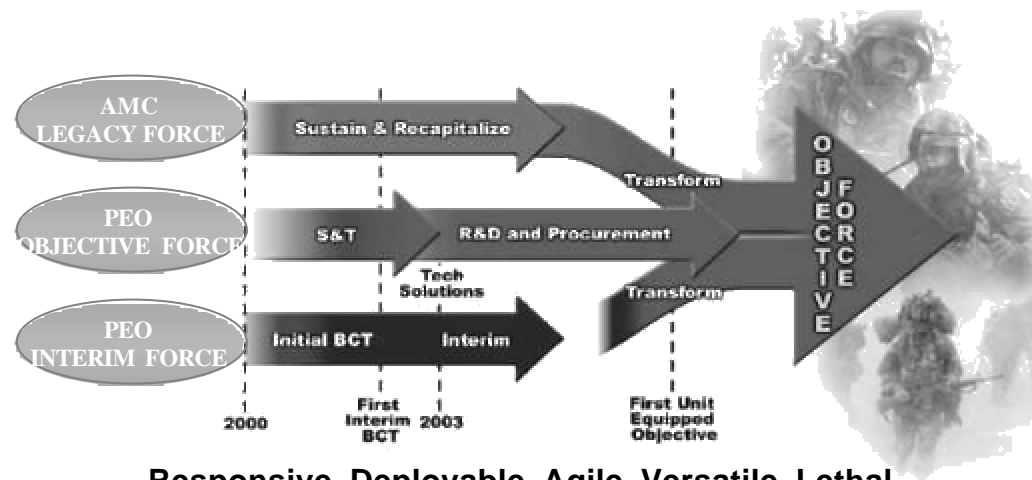 AMC
LEGACY FORCE
Sustain & Recapitalize
Transform
PEO
OBJECTIVE FORCE
S&T
R&D and Procurement
Tech
Solutions
Transform
PEO
INTERIM FORCE
Initial BCT
Interim
OBJECTIVE
FORCE
2000
First
Interim
BCT
2003
First Unit
Equipped
Objective
Responsive, Deployable, Agile, Versatile, Lethal,